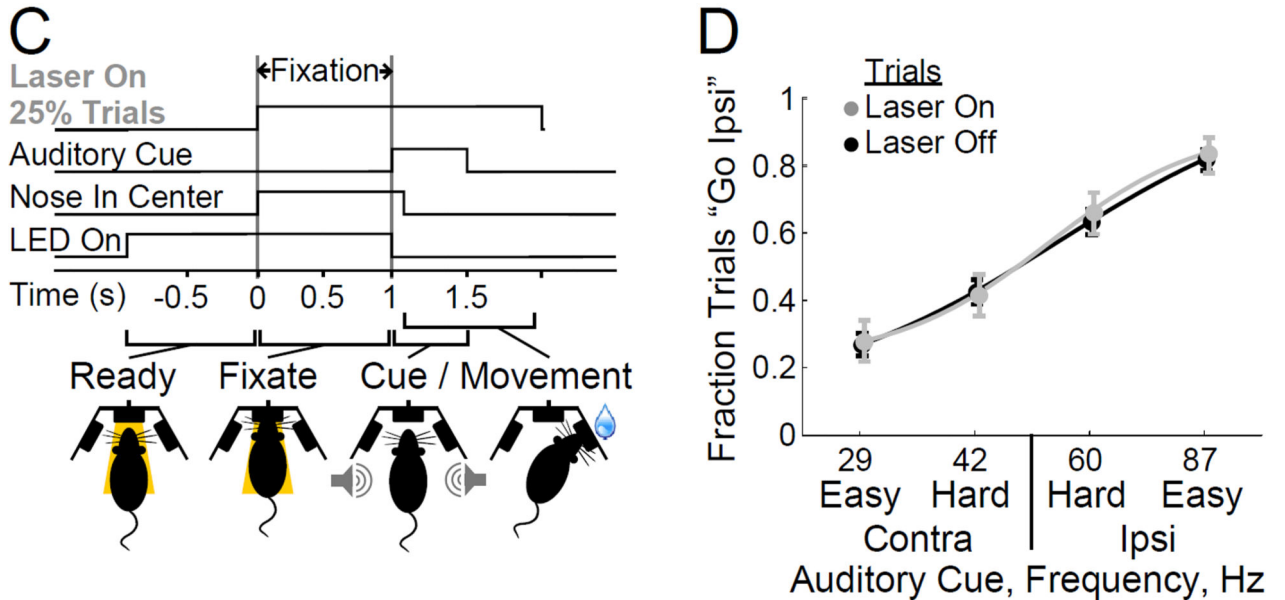 C
Laser On
25% Trials
Fixation
Auditory Cue
Nose In Center
LED On
Time (s) -0.5 0 0.5 1 1.5
Ready Fixate Cue / Movement
D
Trials
Laser On
Laser Off
Fraction Trials “Go Ipsi”
1
0.8
0.6
0.4
0.2
0
29 42 60 87
Easy Hard Hard Easy
Contra Ipsi
Auditory Cue, Frequency, Hz